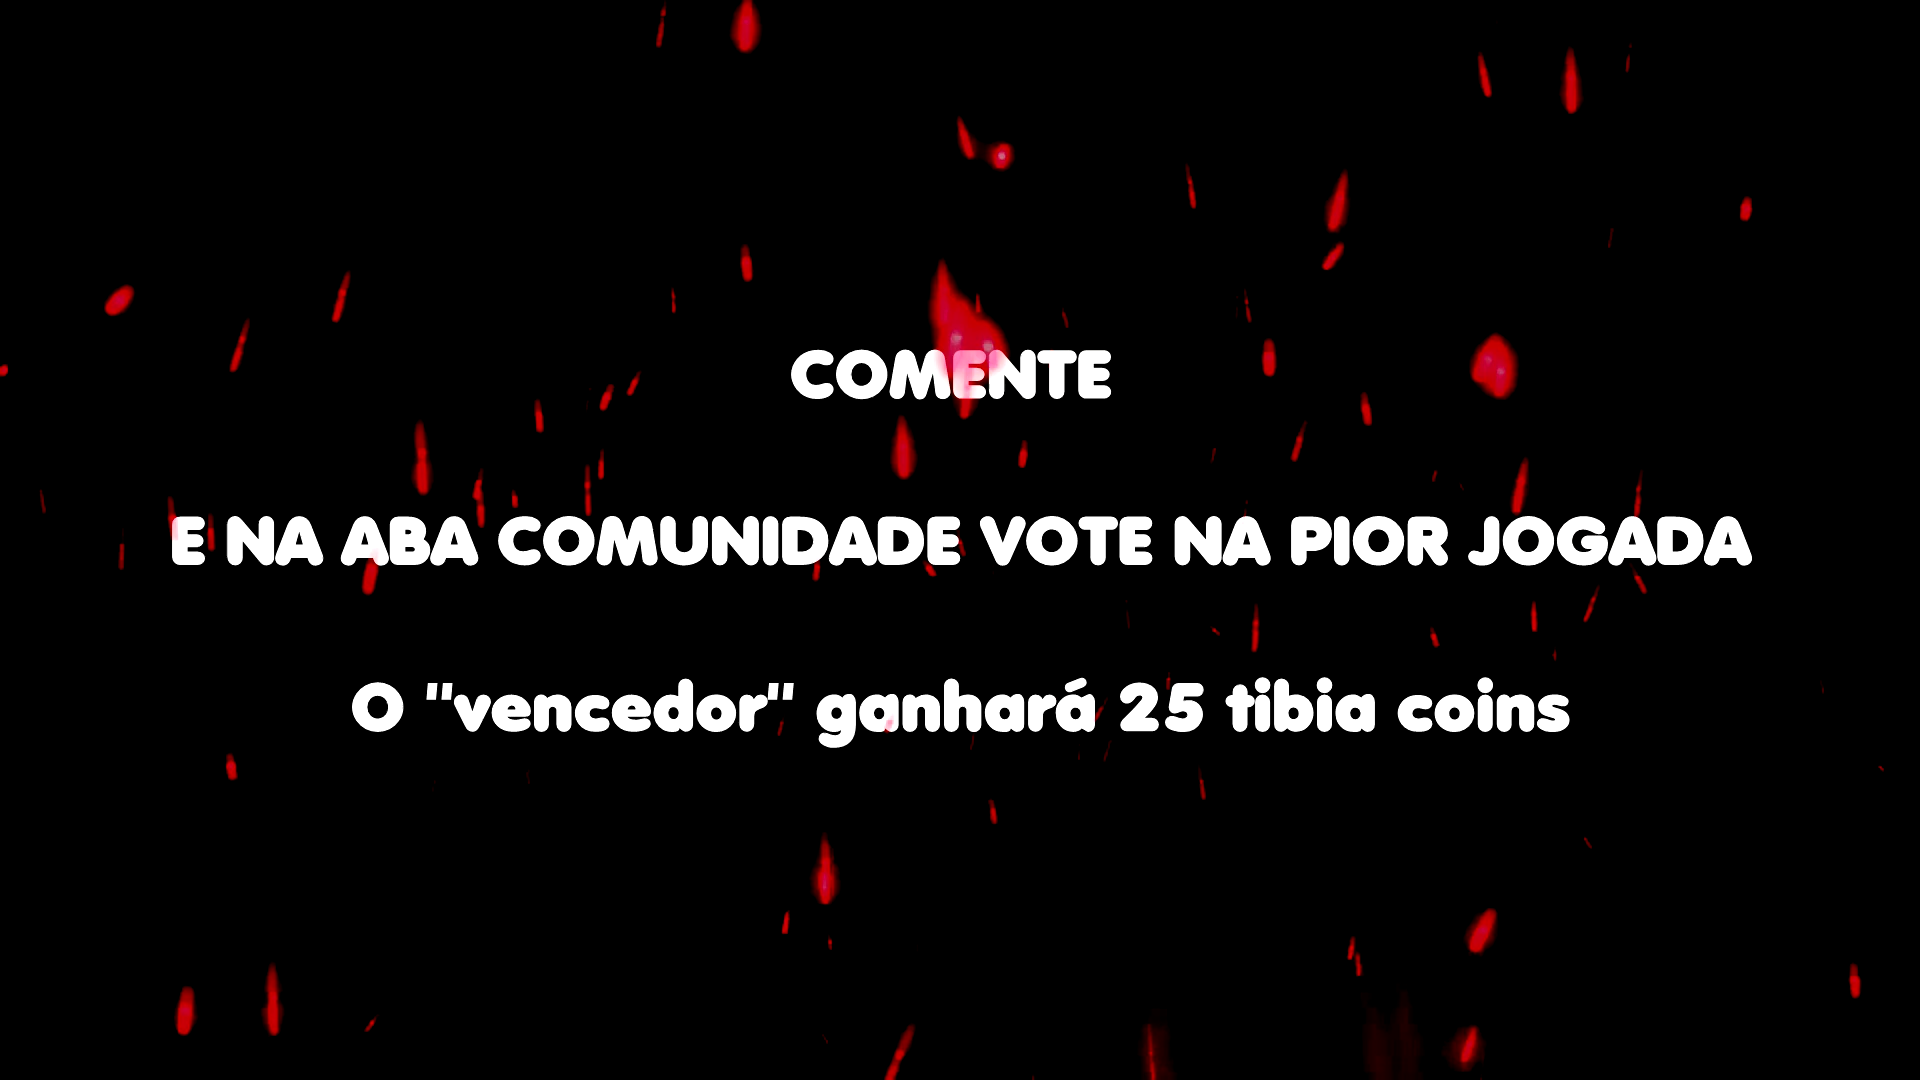 COMENTE
E NA ABA COMUNIDADE VOTE NA PIOR JOGADA
O "vencedor" ganhará 25 tibia coins